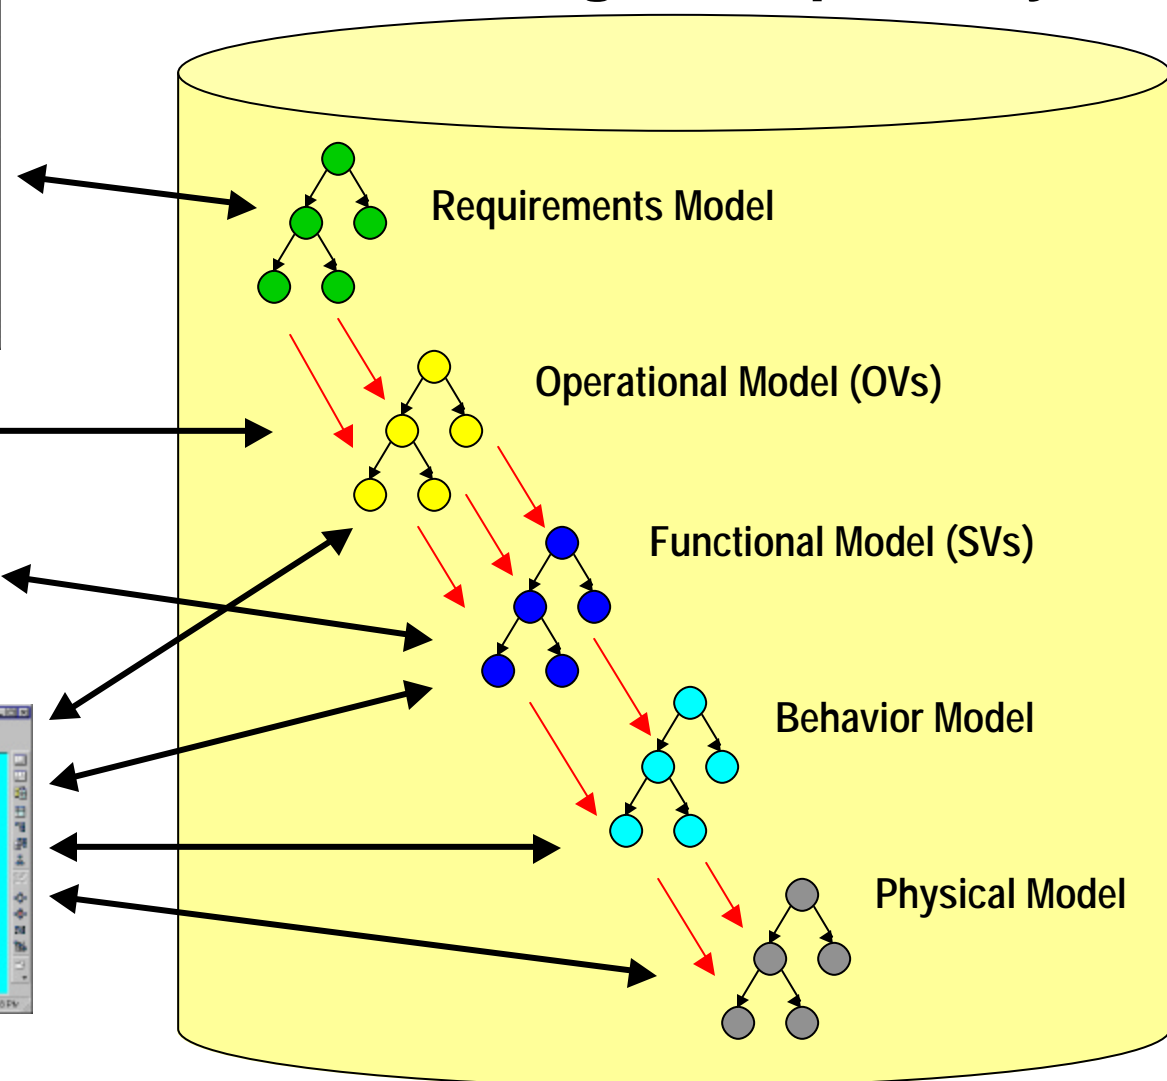 Requirements Model
Operational Model (OVs)
Functional Model (SVs)
Behavior Model
Physical Model